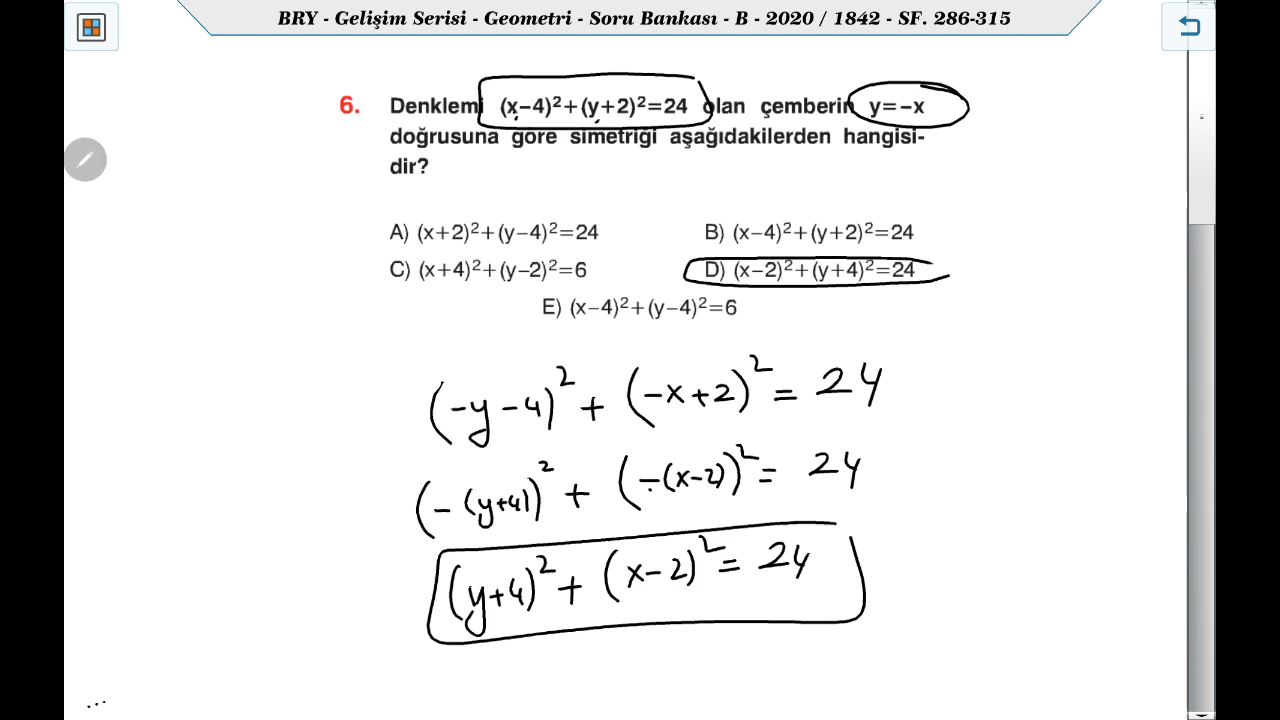 BRY - Gelişim Serisi - Geometri - Soru Bankası - B - 2020 / 1842 - SF. 286-315
6. Denklemi (x−4)²+(y+2)²=24 olan çemberin y=−x
doğrusuna göre simetriği aşağıdakilerden hangisi-
dir?
A) (x+2)²+(y−4)²=24 B) (x−4)²+(y+2)²=24
C) (x+4)²+(y−2)²=6 D) (x−2)²+(y+4)²=24
E) (x−4)²+(y−4)²=6
(-y-4)² + (-x+2)² = 24
(-(y+4))² + (-(x-2))² = 24
(y+4)² + (x-2)² = 24
...